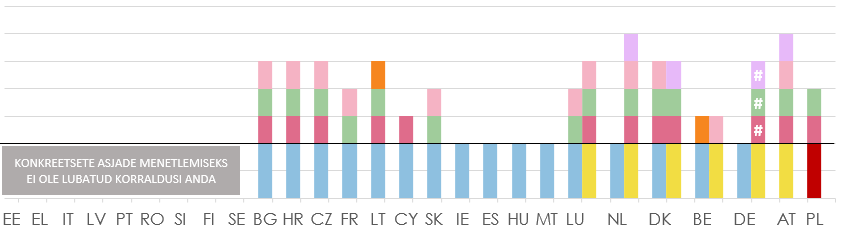 # #
#
#
KONKREETSETE ASJADE MENETLEMISEKS
EI OLE LUBATUD KORRALDUSI ANDA
EE EL IT LV PT RO SI FI SE BG HR CZ FR LT CY SK IE ES HU MT LU NL DK BE DE AT PL